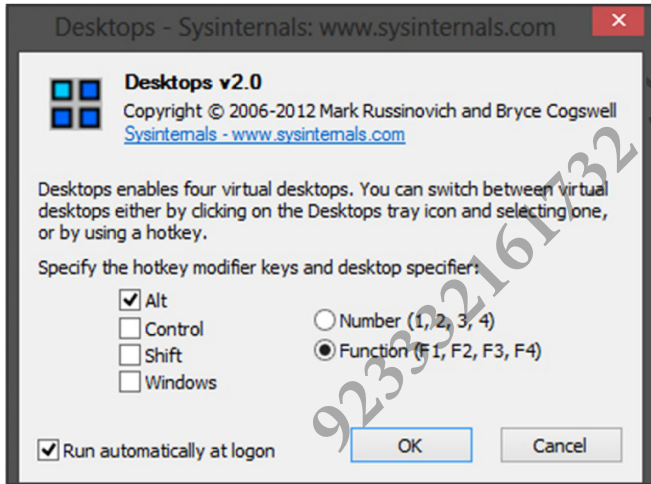 Desktops - Sysinternals: www.sysinternals.com
Desktops v2.0
Copyright © 2006-2012 Mark Russinovich and Bryce Cogswell
Sysinternals - www.sysinternals.com
Desktops enables four virtual desktops. You can switch between virtual
desktops either by clicking on the Desktops tray icon and selecting one,
or by using a hotkey.
Specify the hotkey modifier keys and desktop specifier:
Alt
Control
Shift
Windows
Number (1, 2, 3, 4)
Function (F1, F2, F3, F4)
Run automatically at logon
OK
Cancel
923332161732